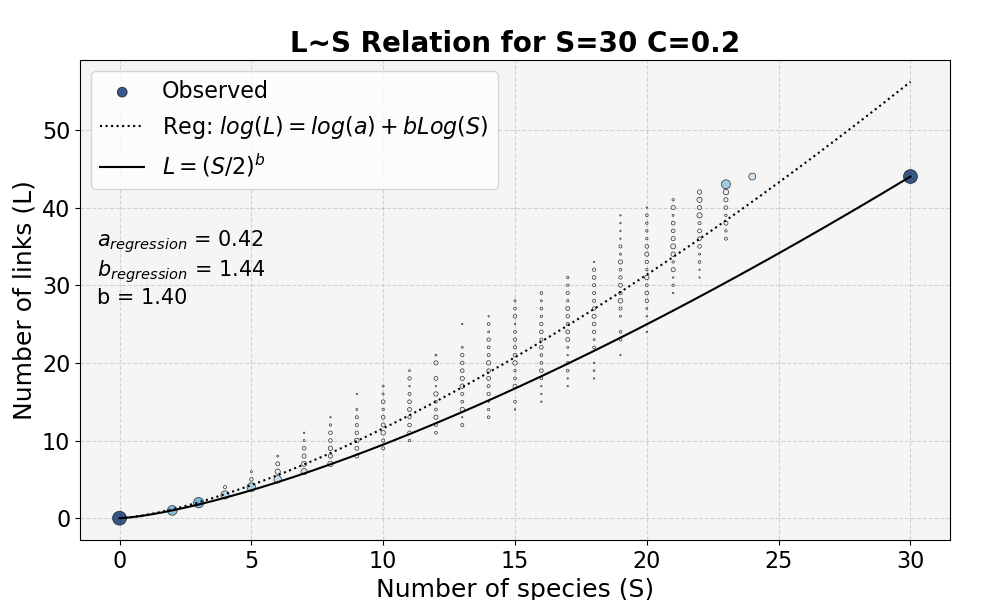 L~S Relation for S=30 C=0.2
Observed
Reg: log(L) = log(a) + bLog(S)
L = (S/2)^b
a_regression = 0.42
b_regression = 1.44
b = 1.40
Number of links (L)
50
40
30
20
10
0
0 5 10 15 20 25 30
Number of species (S)